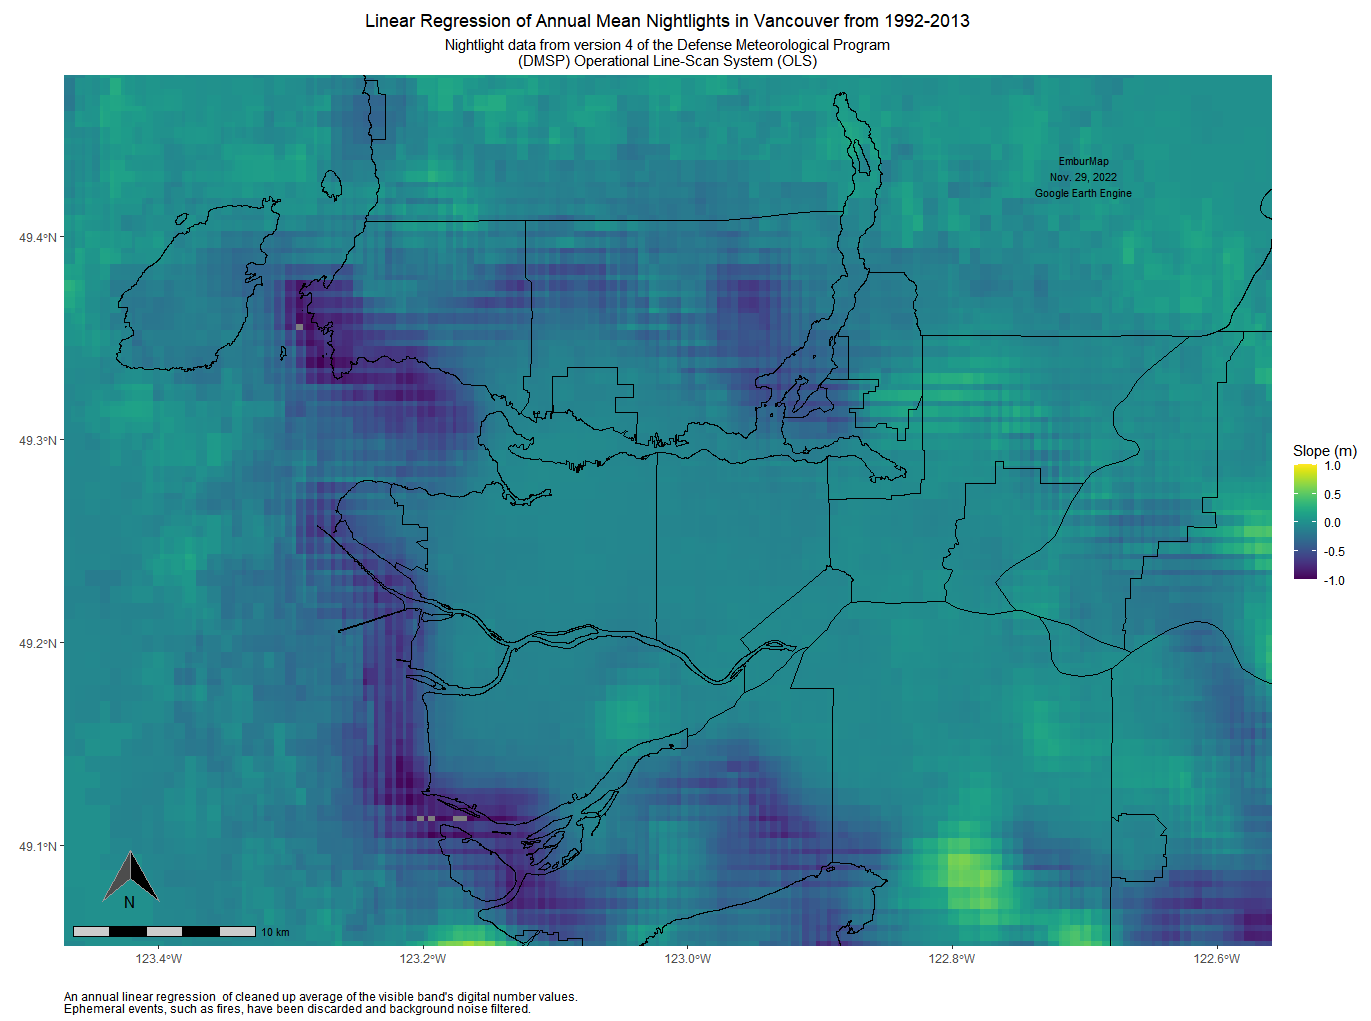 Linear Regression of Annual Mean Nightlights in Vancouver from 1992-2013
Nightlight data from version 4 of the Defense Meteorological Program
(DMSP) Operational Line-Scan System (OLS)
EmburMap
Nov. 29, 2022
Google Earth Engine
49.4°N
49.3°N
49.2°N
49.1°N
Slope (m)
1.0
0.5
0.0
-0.5
-1.0
N
10 km
123.4°W
123.2°W
123.0°W
122.8°W
122.6°W
An annual linear regression  of cleaned up average of the visible band's digital number values.
Ephemeral events, such as fires, have been discarded and background noise filtered.